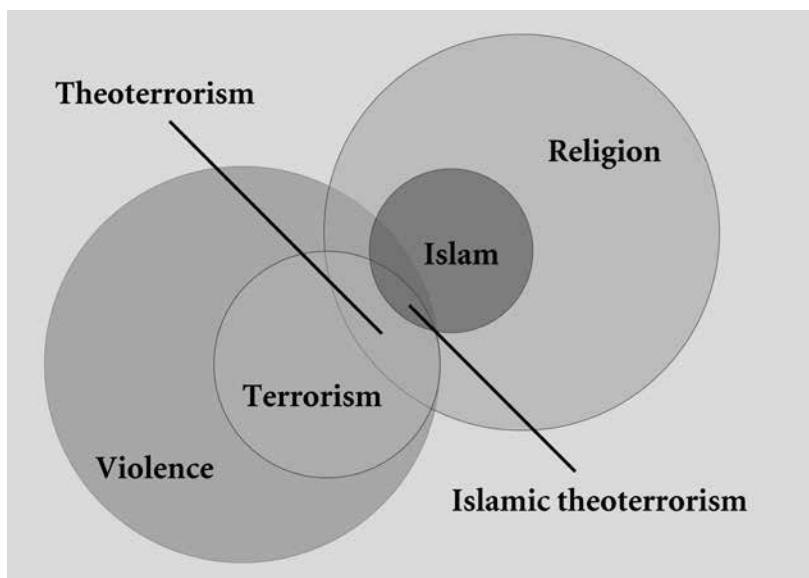 Theoterrorism
Religion
Islam
Terrorism
Violence
Islamic theoterrorism